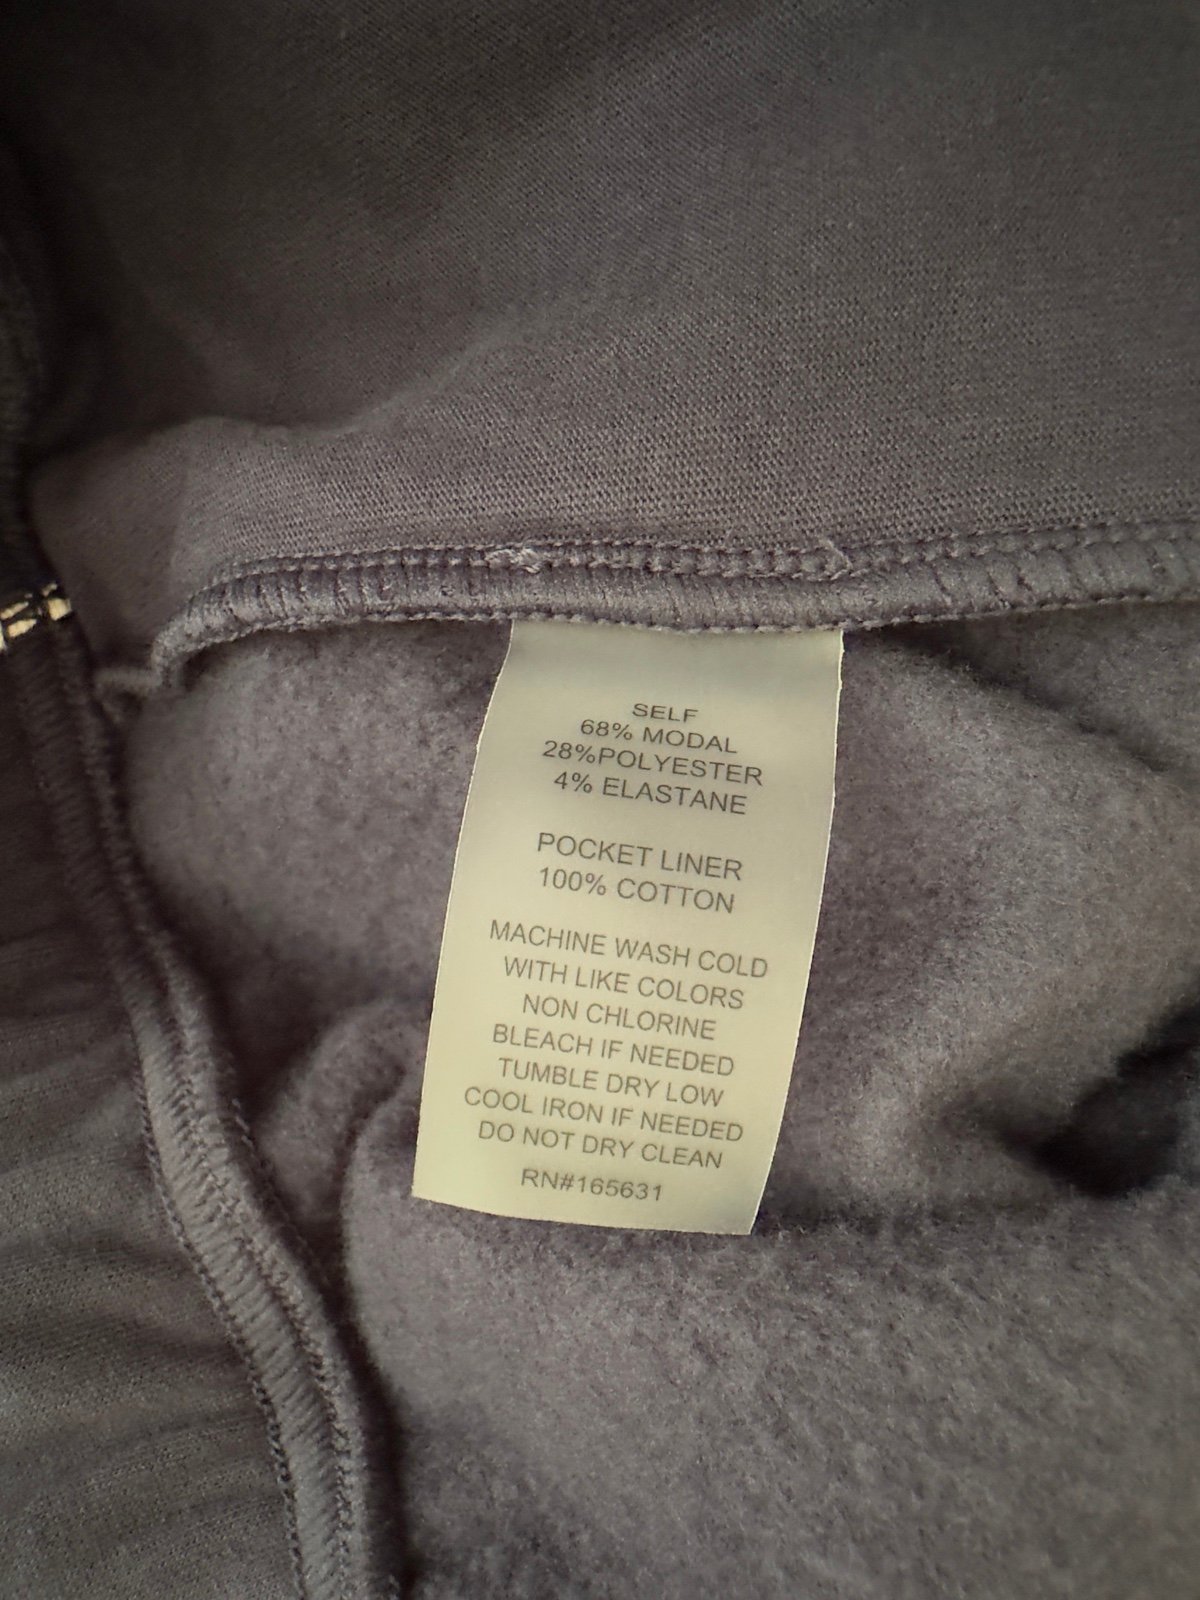 SELF
68% MODAL
28%POLYESTER
4% ELASTANE
POCKET LINER
100% COTTON
MACHINE WASH COLD
WITH LIKE COLORS
NON CHLORINE
BLEACH IF NEEDED
TUMBLE DRY LOW
COOL IRON IF NEEDED
DO NOT DRY CLEAN
RN#165631